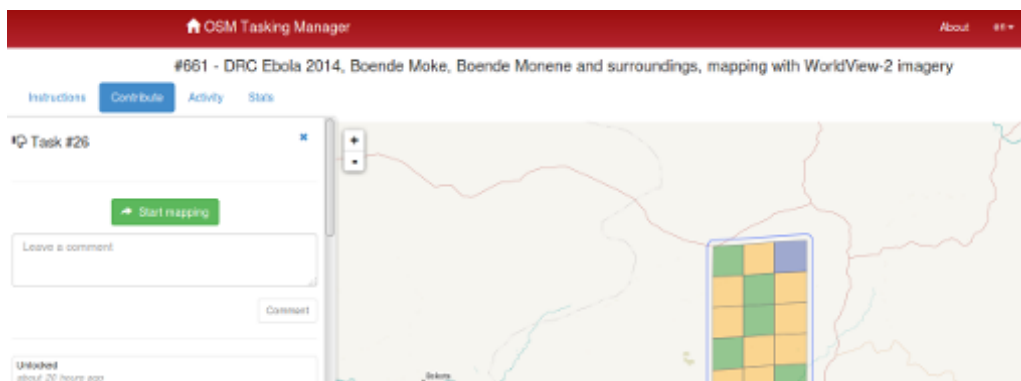 OSM Tasking Manager
About en
#661 - DRC Ebola 2014, Boende Moke, Boende Monene and surroundings, mapping with WorldView-2 imagery
Instructions Contribute Activity Stats
Task #26
×
+
-
Start mapping
Leave a comment
Comment
Unlocked
about 20 hours ago